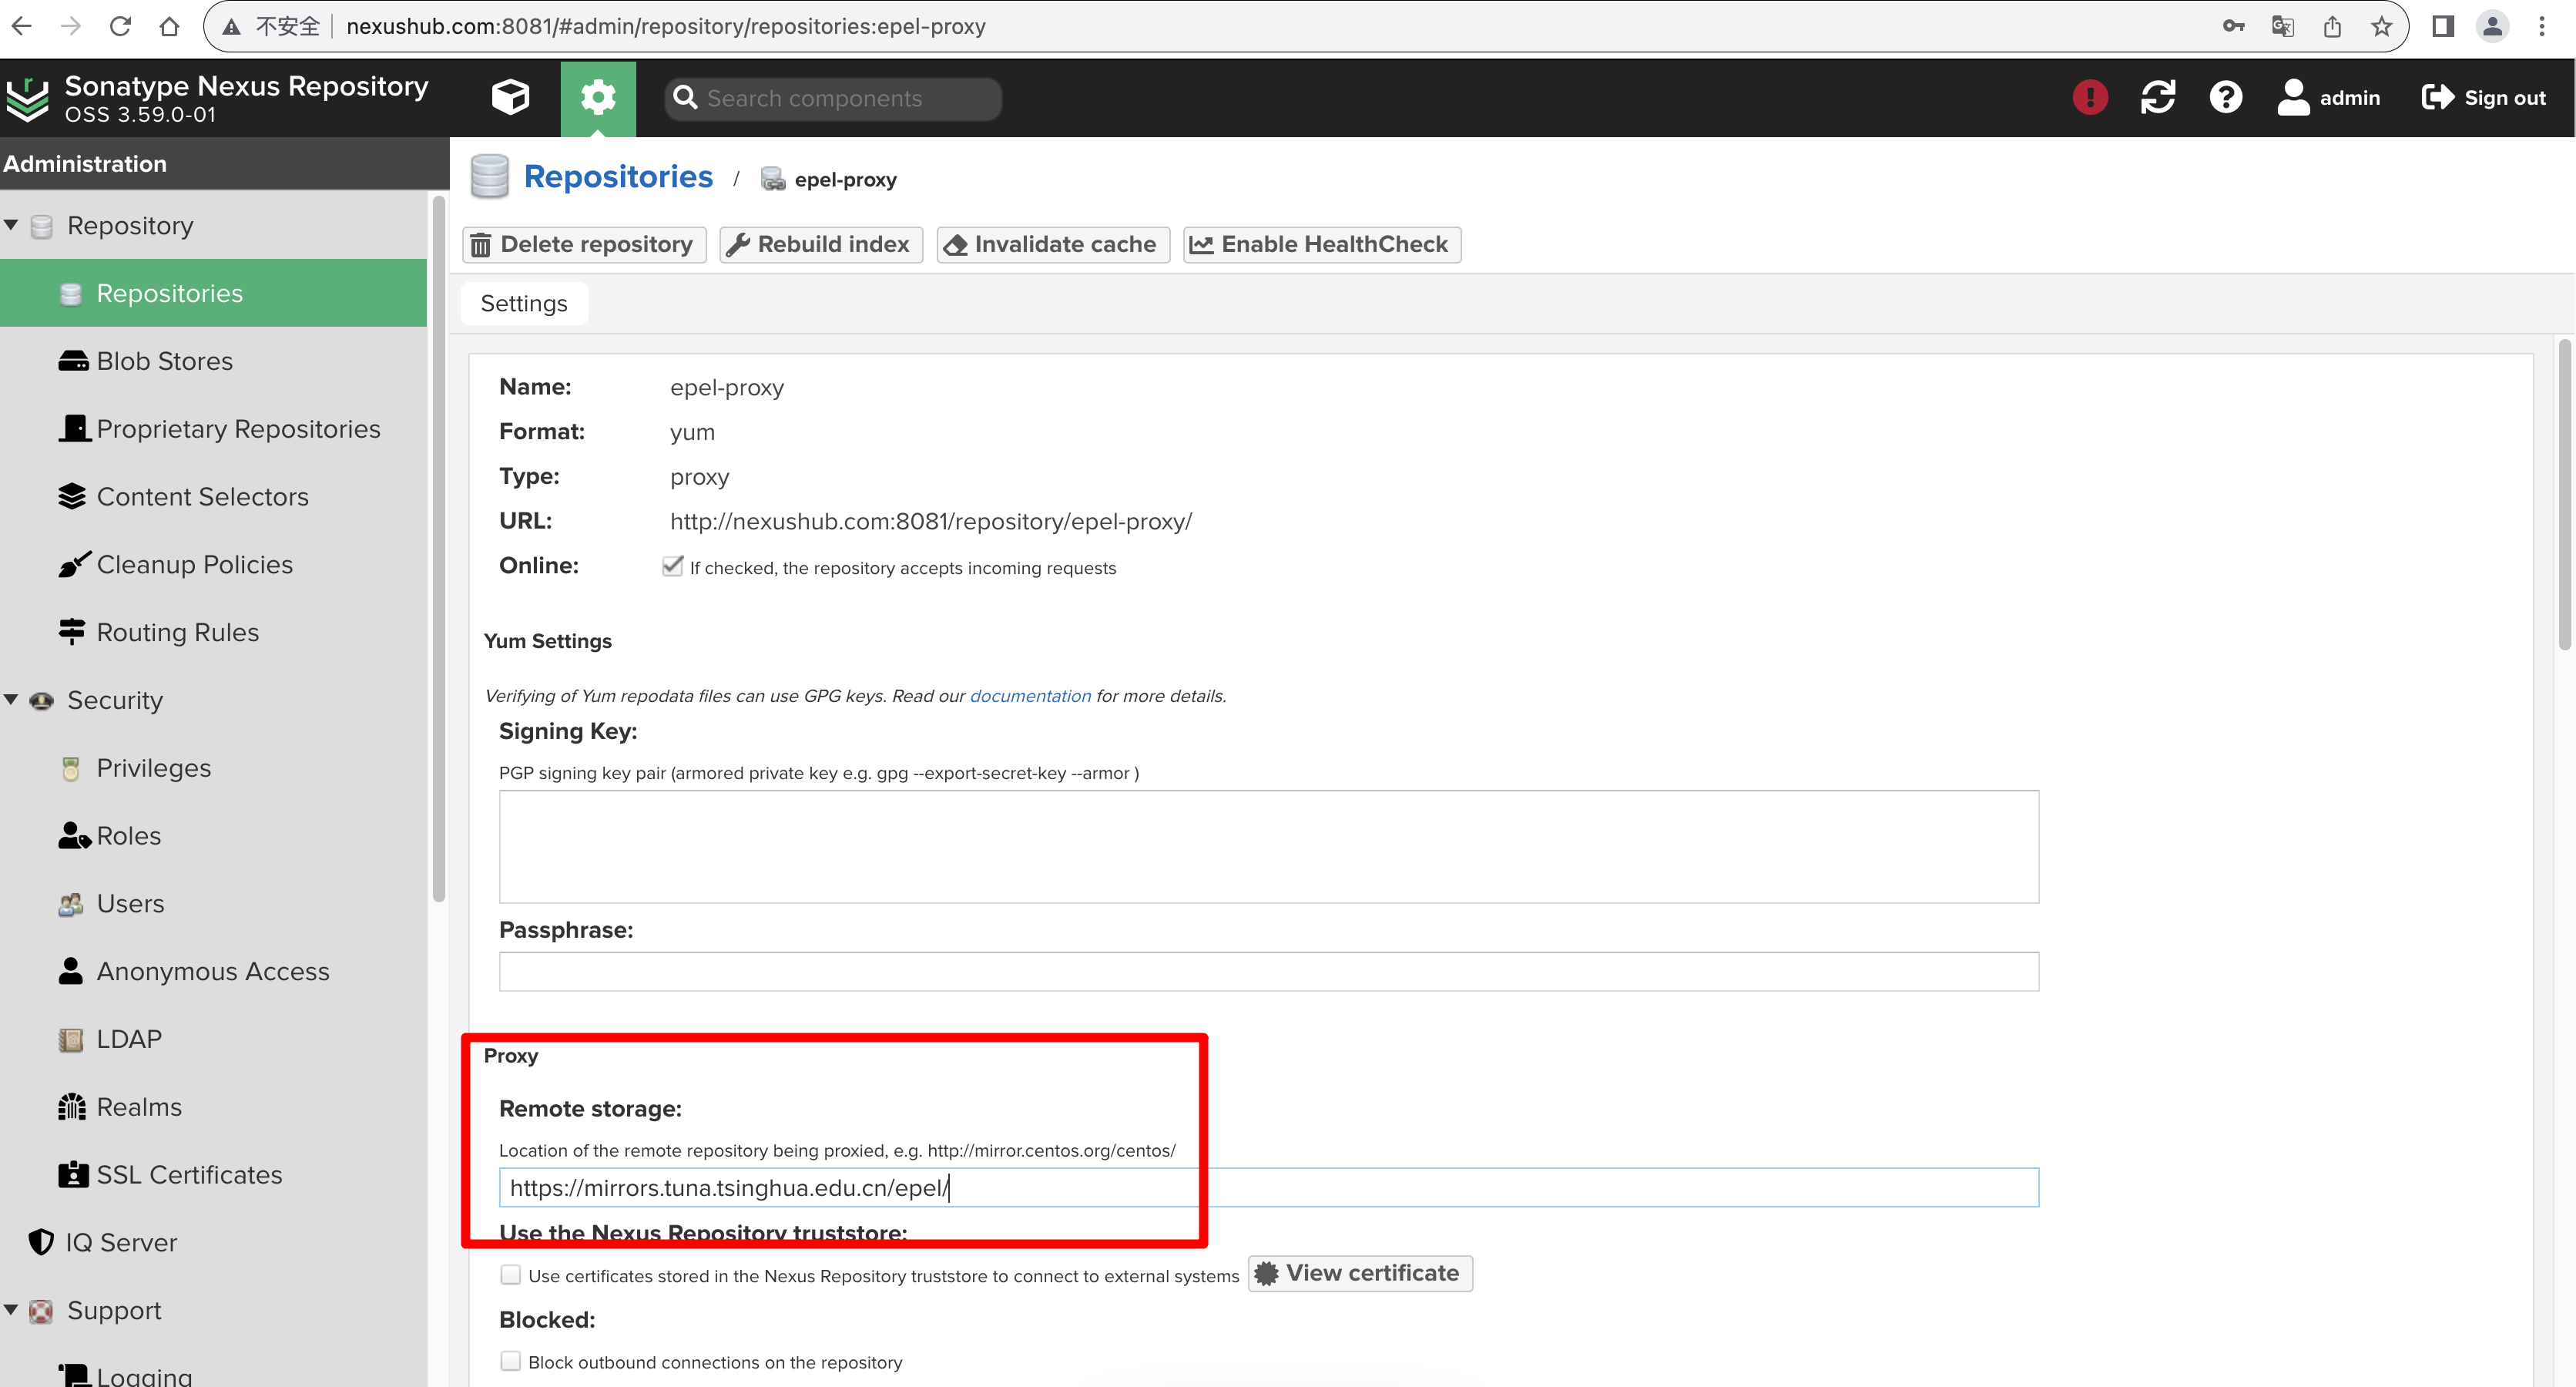 不安全 nexushub.com:8081/#admin/repository/repositories:epel-proxy
Sonatype Nexus Repository
OSS 3.59.0-01
Search components
admin
Sign out
Administration
Repository
Repositories
Blob Stores
Proprietary Repositories
Content Selectors
Cleanup Policies
Routing Rules
Security
Privileges
Roles
Users
Anonymous Access
LDAP
Realms
SSL Certificates
IQ Server
Support
Logging
Repositories / epel-proxy
Delete repository Rebuild index Invalidate cache Enable HealthCheck
Settings
Name: epel-proxy
Format: yum
Type: proxy
URL: http://nexushub.com:8081/repository/epel-proxy/
Online: If checked, the repository accepts incoming requests
Yum Settings
Verifying of Yum repodata files can use GPG keys. Read our documentation for more details.
Signing Key:
PGP signing key pair (armored private key e.g. gpg --export-secret-key --armor )
Passphrase:
Proxy
Remote storage:
Location of the remote repository being proxied, e.g. http://mirror.centos.org/centos/
https://mirrors.tuna.tsinghua.edu.cn/epel/
Use the Nexus Repository truststore:
Use certificates stored in the Nexus Repository truststore to connect to external systems View certificate
Blocked:
Block outbound connections on the repository